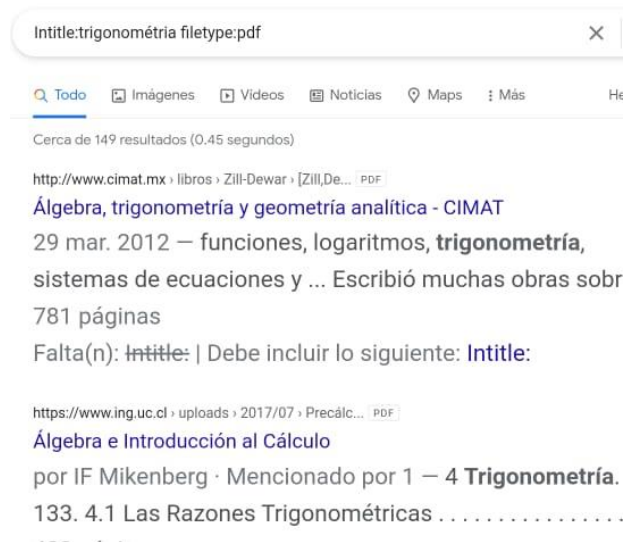 Intitle:trigonométria filetype:pdf
Todo Imágenes Videos Noticias Maps Más He
Cerca de 149 resultados (0.45 segundos)
http://www.cimat.mx › libros › Zill-Dewar › [Zill,De... PDF
Álgebra, trigonometría y geometría analítica - CIMAT
29 mar. 2012 — funciones, logaritmos, trigonometría,
sistemas de ecuaciones y ... Escribió muchas obras sobr
781 páginas
Falta(n): Intitle: | Debe incluir lo siguiente: Intitle:
https://www.ing.uc.cl › uploads › 2017/07 › Precálc... PDF
Álgebra e Introducción al Cálculo
por IF Mikenberg · Mencionado por 1 — 4 Trigonometría.
133. 4.1 Las Razones Trigonométricas . . . . . . . . . . . . . . .